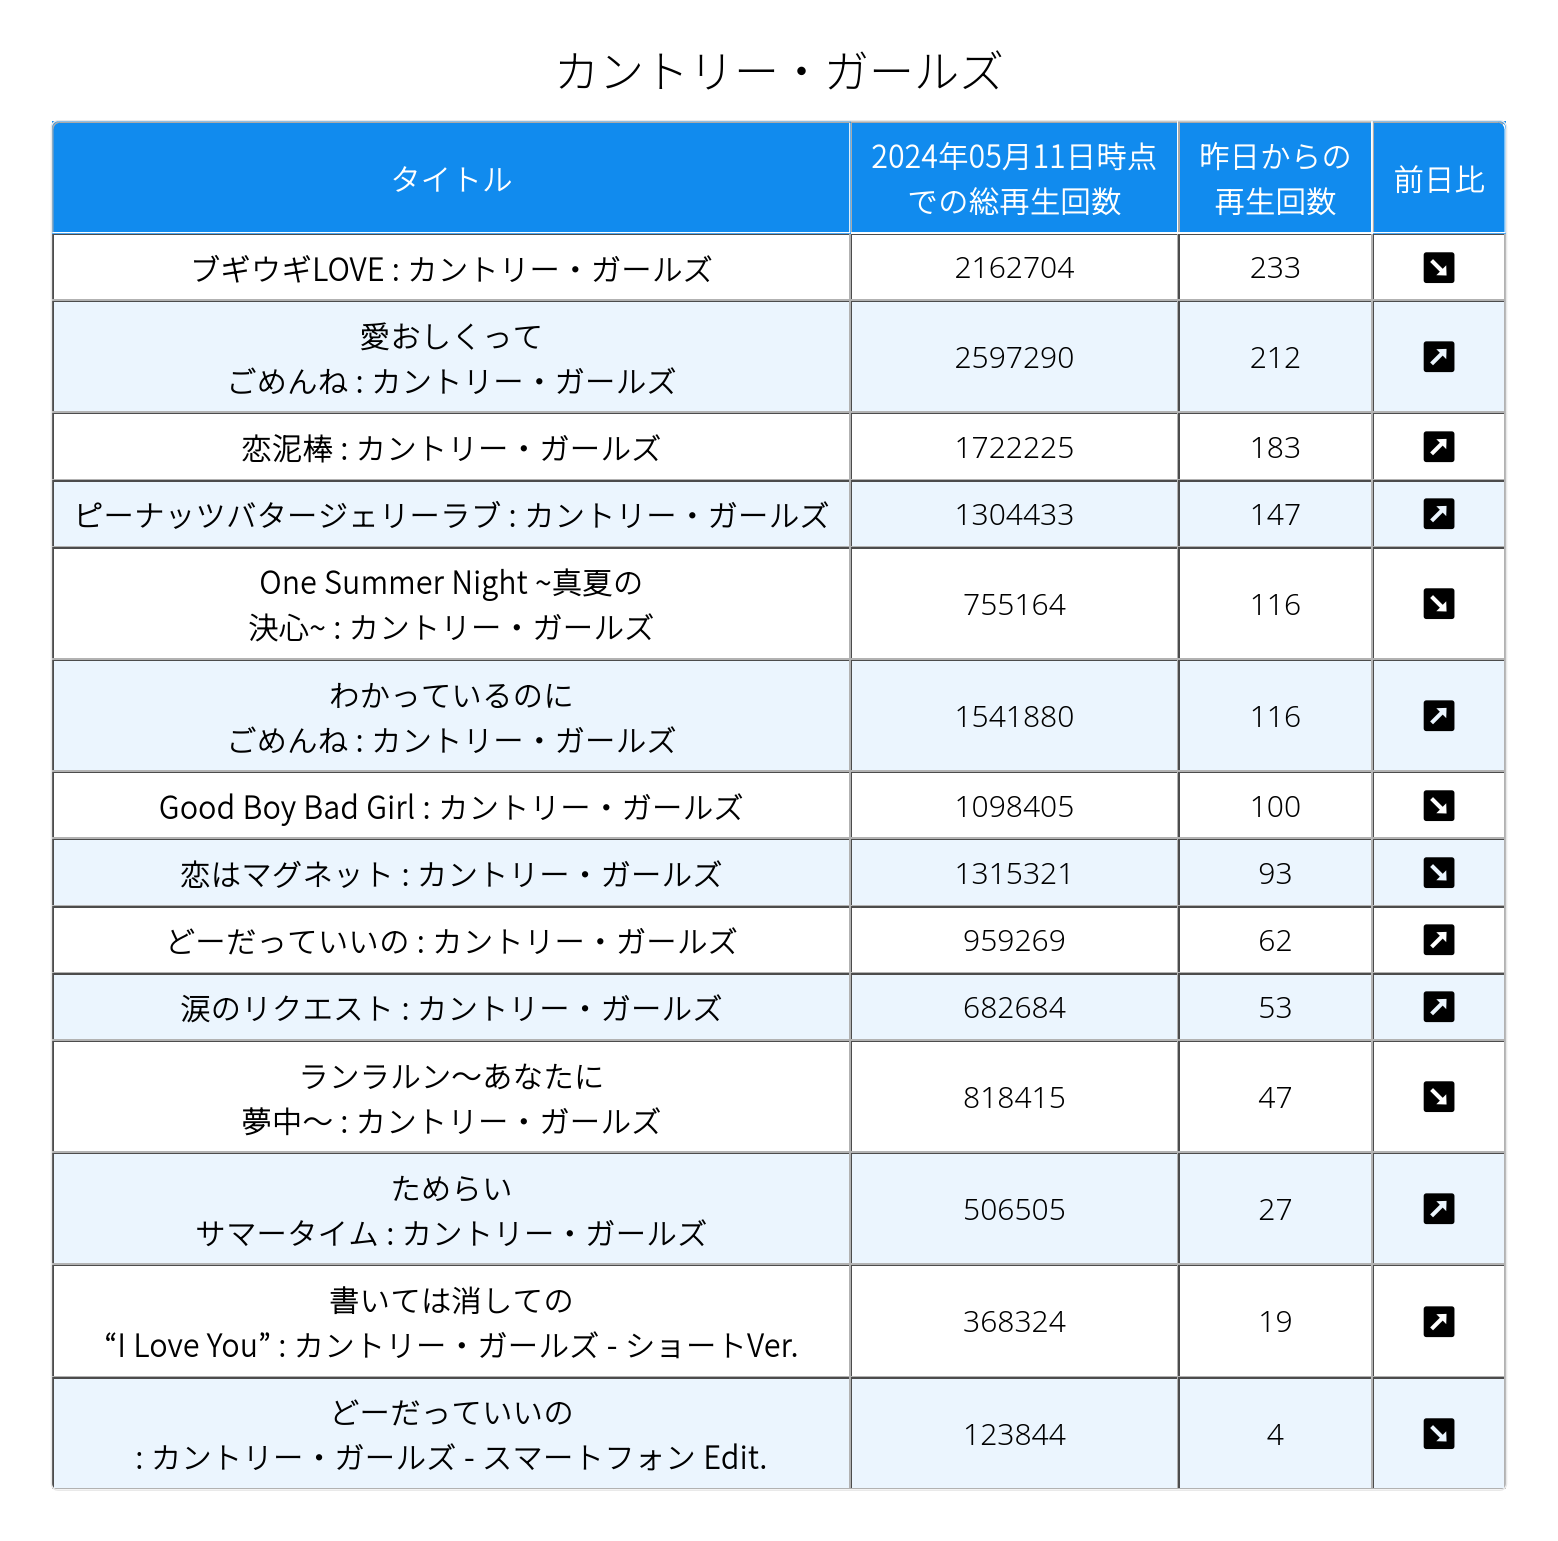 カントリー・ガールズ
タイトル
2024年05月11日時点
での総再生回数
昨日からの
再生回数
前日比
ブギウギLOVE : カントリー・ガールズ
2162704
233
↘
愛おしくって
ごめんね : カントリー・ガールズ
2597290
212
↗
恋泥棒 : カントリー・ガールズ
1722225
183
↗
ピーナッツバタージェリーラブ : カントリー・ガールズ
1304433
147
↗
One Summer Night ~真夏の
決心~ : カントリー・ガールズ
755164
116
↘
わかっているのに
ごめんね : カントリー・ガールズ
1541880
116
↗
Good Boy Bad Girl : カントリー・ガールズ
1098405
100
↘
恋はマグネット : カントリー・ガールズ
1315321
93
↘
どーだっていいの : カントリー・ガールズ
959269
62
↗
涙のリクエスト : カントリー・ガールズ
682684
53
↗
ランラルン～あなたに
夢中～ : カントリー・ガールズ
818415
47
↘
ためらい
サマータイム : カントリー・ガールズ
506505
27
↗
書いては消しての
“I Love You” : カントリー・ガールズ - ショートVer.
368324
19
↗
どーだっていいの
: カントリー・ガールズ - スマートフォン Edit.
123844
4
↘